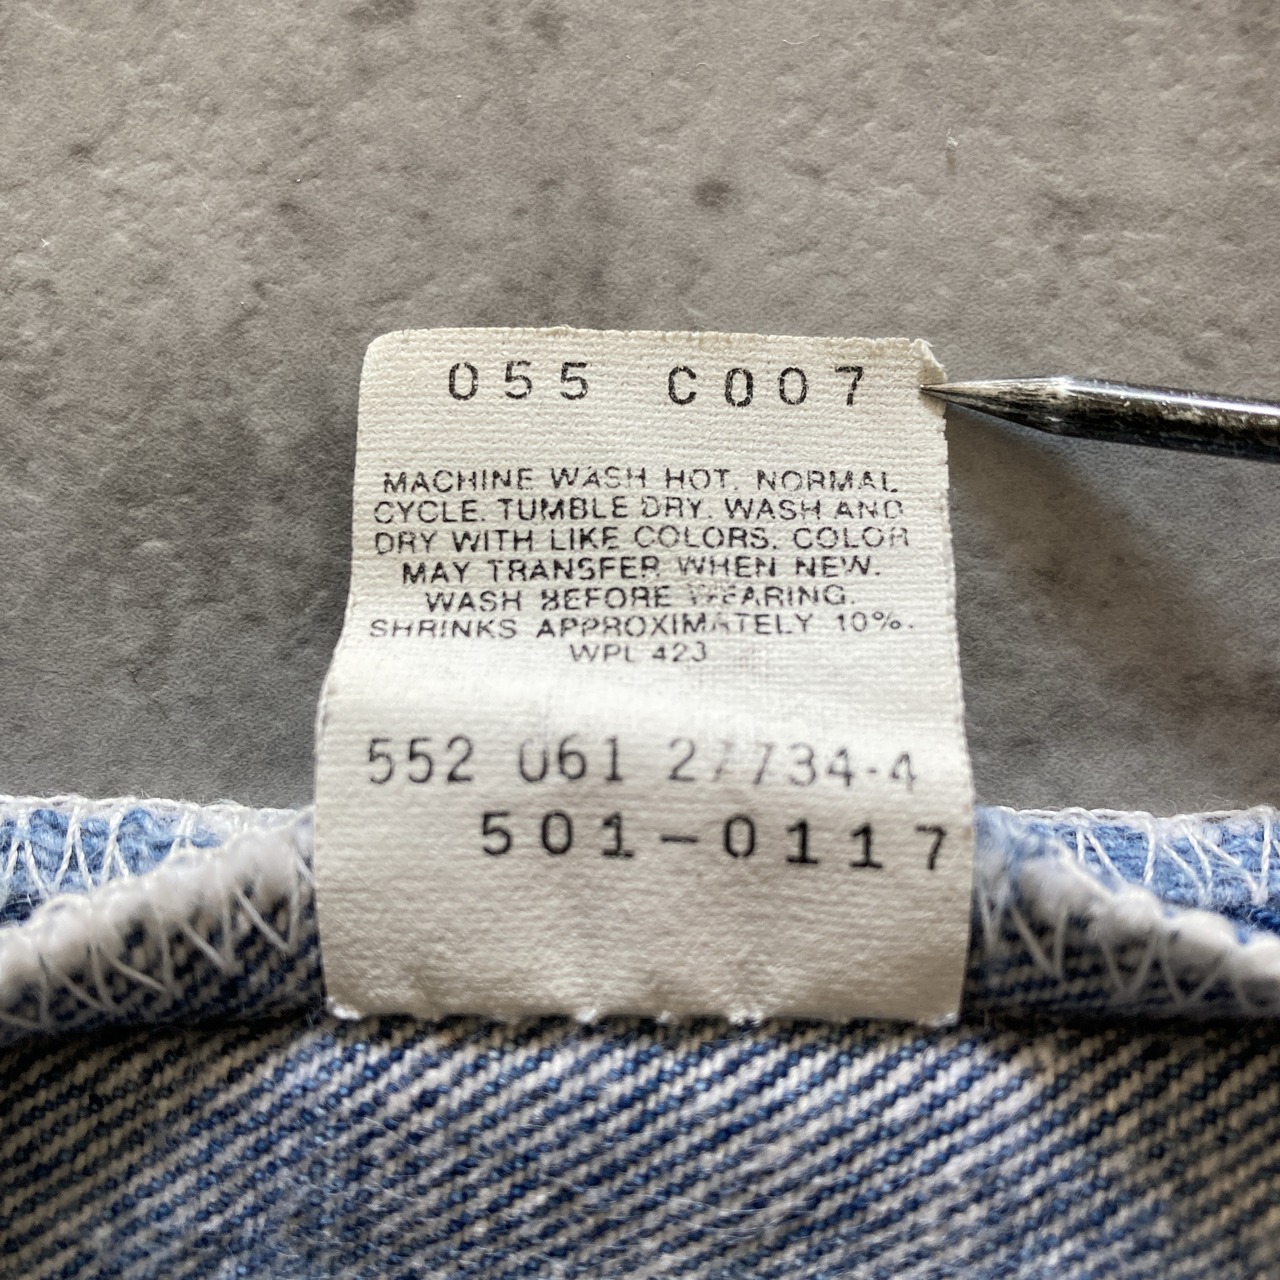 055 C007
MACHINE WASH HOT. NORMAL
CYCLE. TUMBLE DRY. WASH AND
DRY WITH LIKE COLORS. COLOR
MAY TRANSFER WHEN NEW.
WASH BEFORE WEARING.
SHRINKS APPROXIMATELY 10%.
WPL 423
552 061 27734-4
501-0117